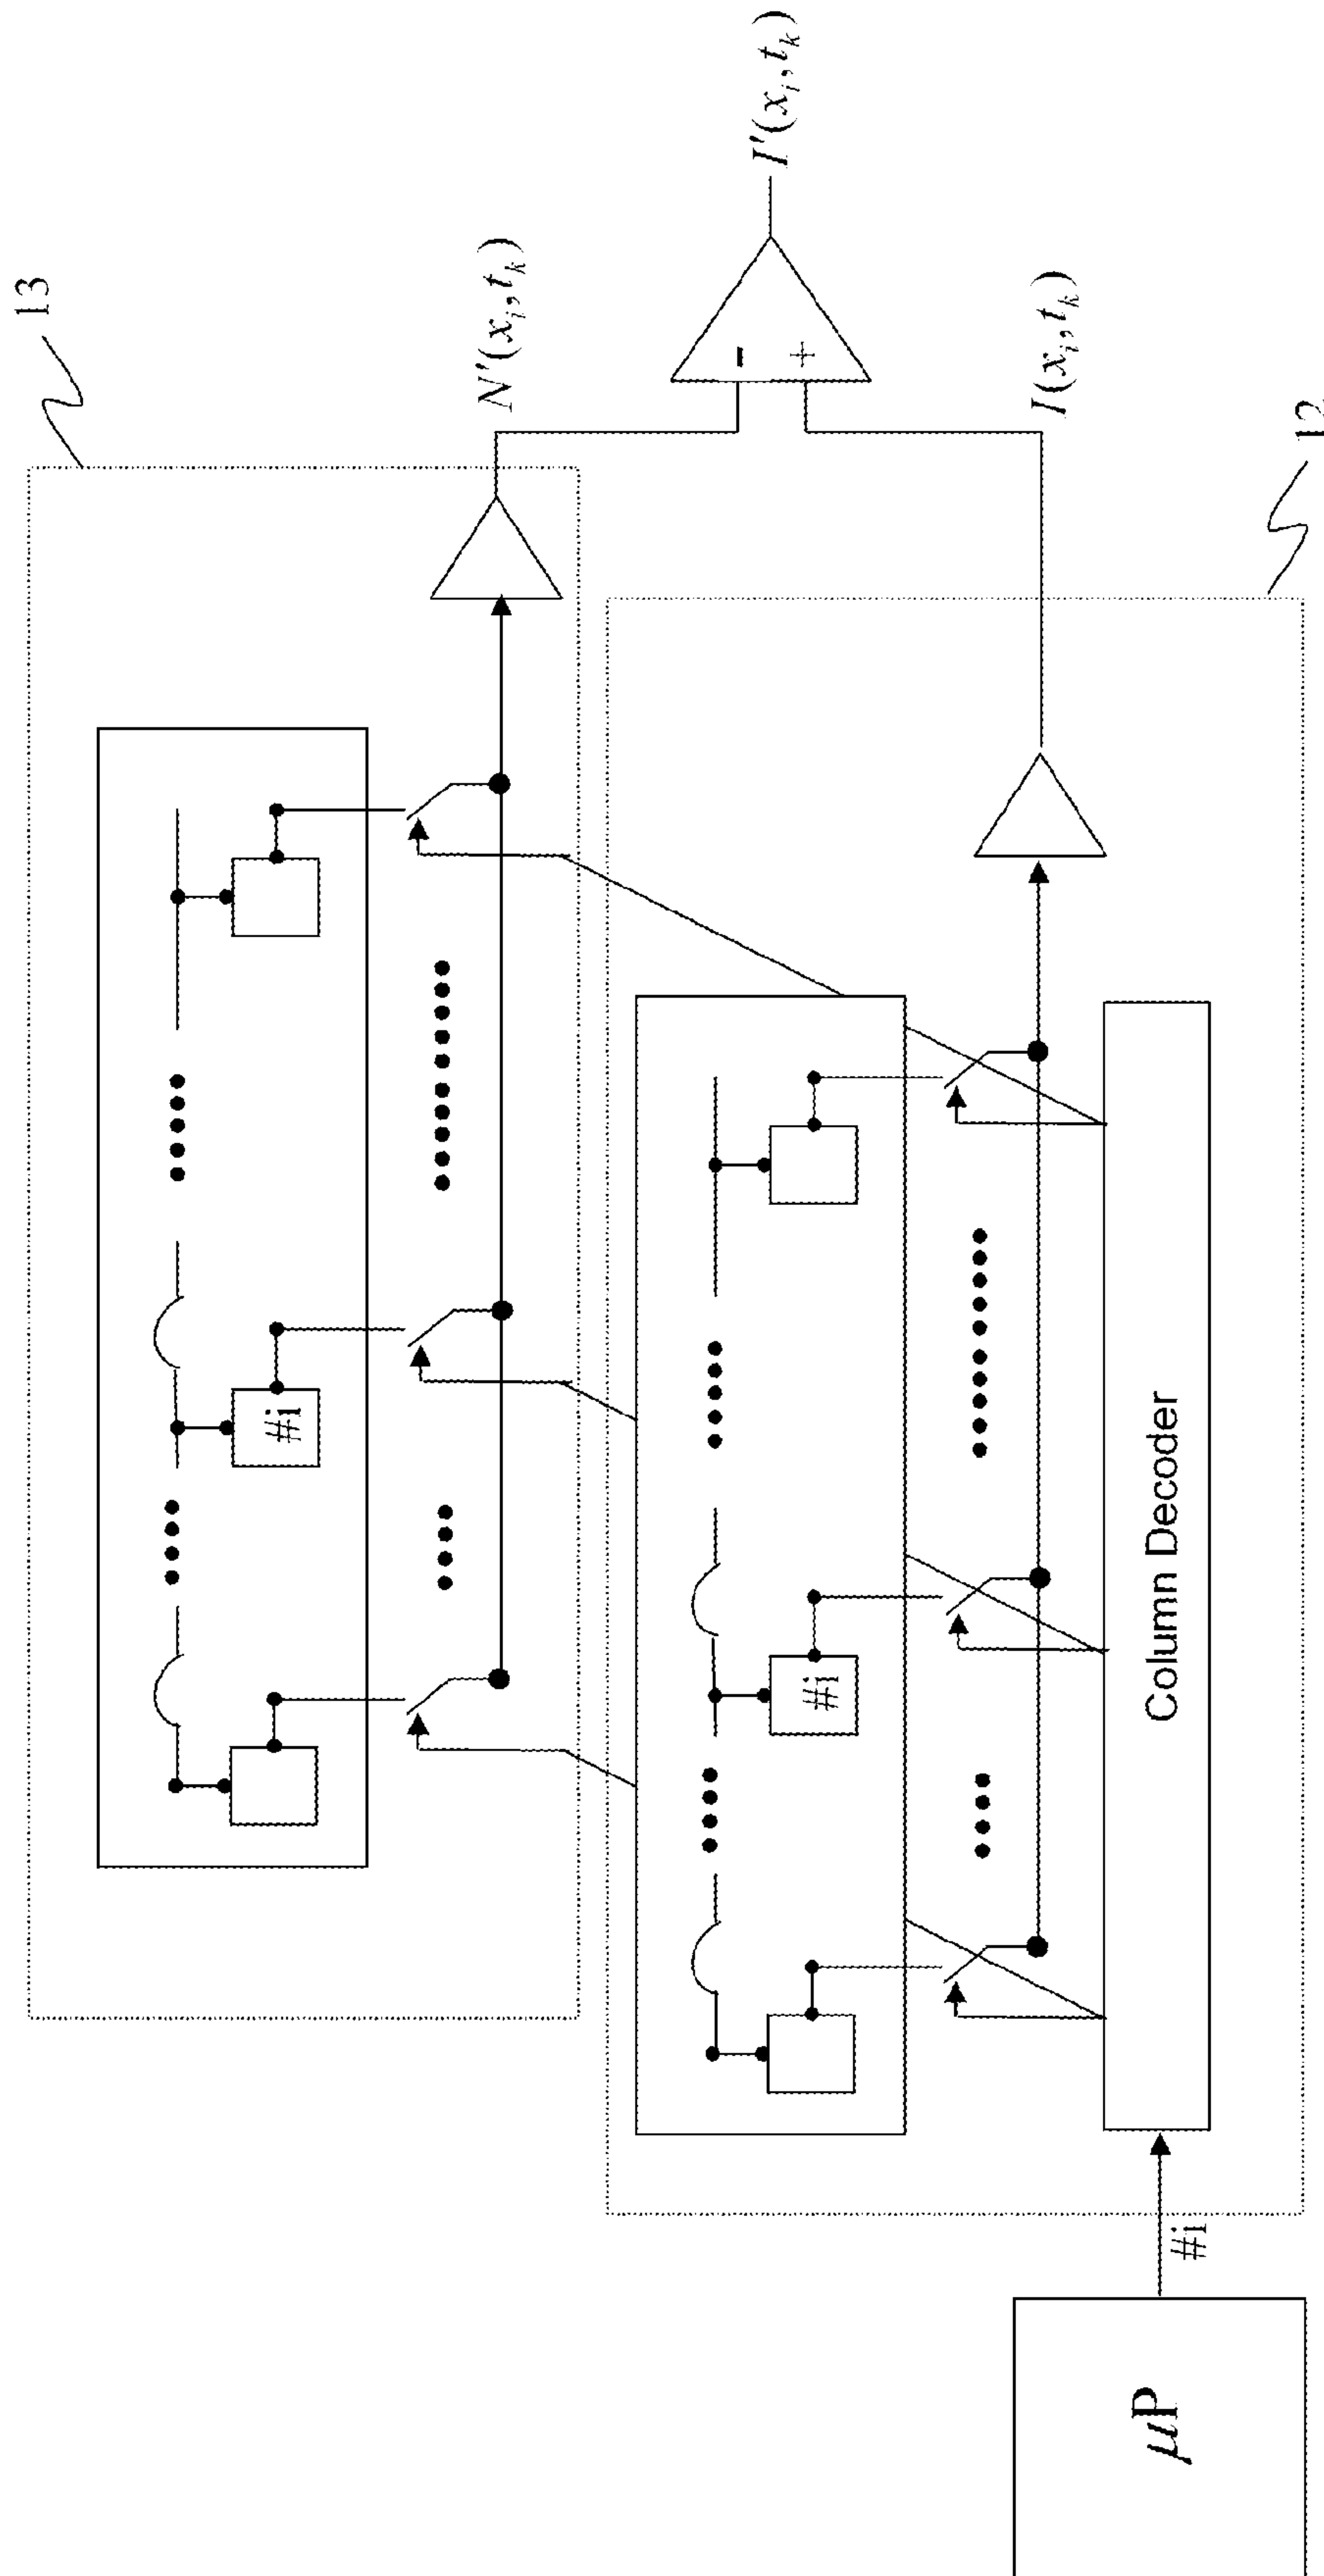 13
N′(x_i, t_k)
I′(x_i, t_k)
-
+
#i
I(x_i, t_k)
12
#i
Column Decoder
#i
μP